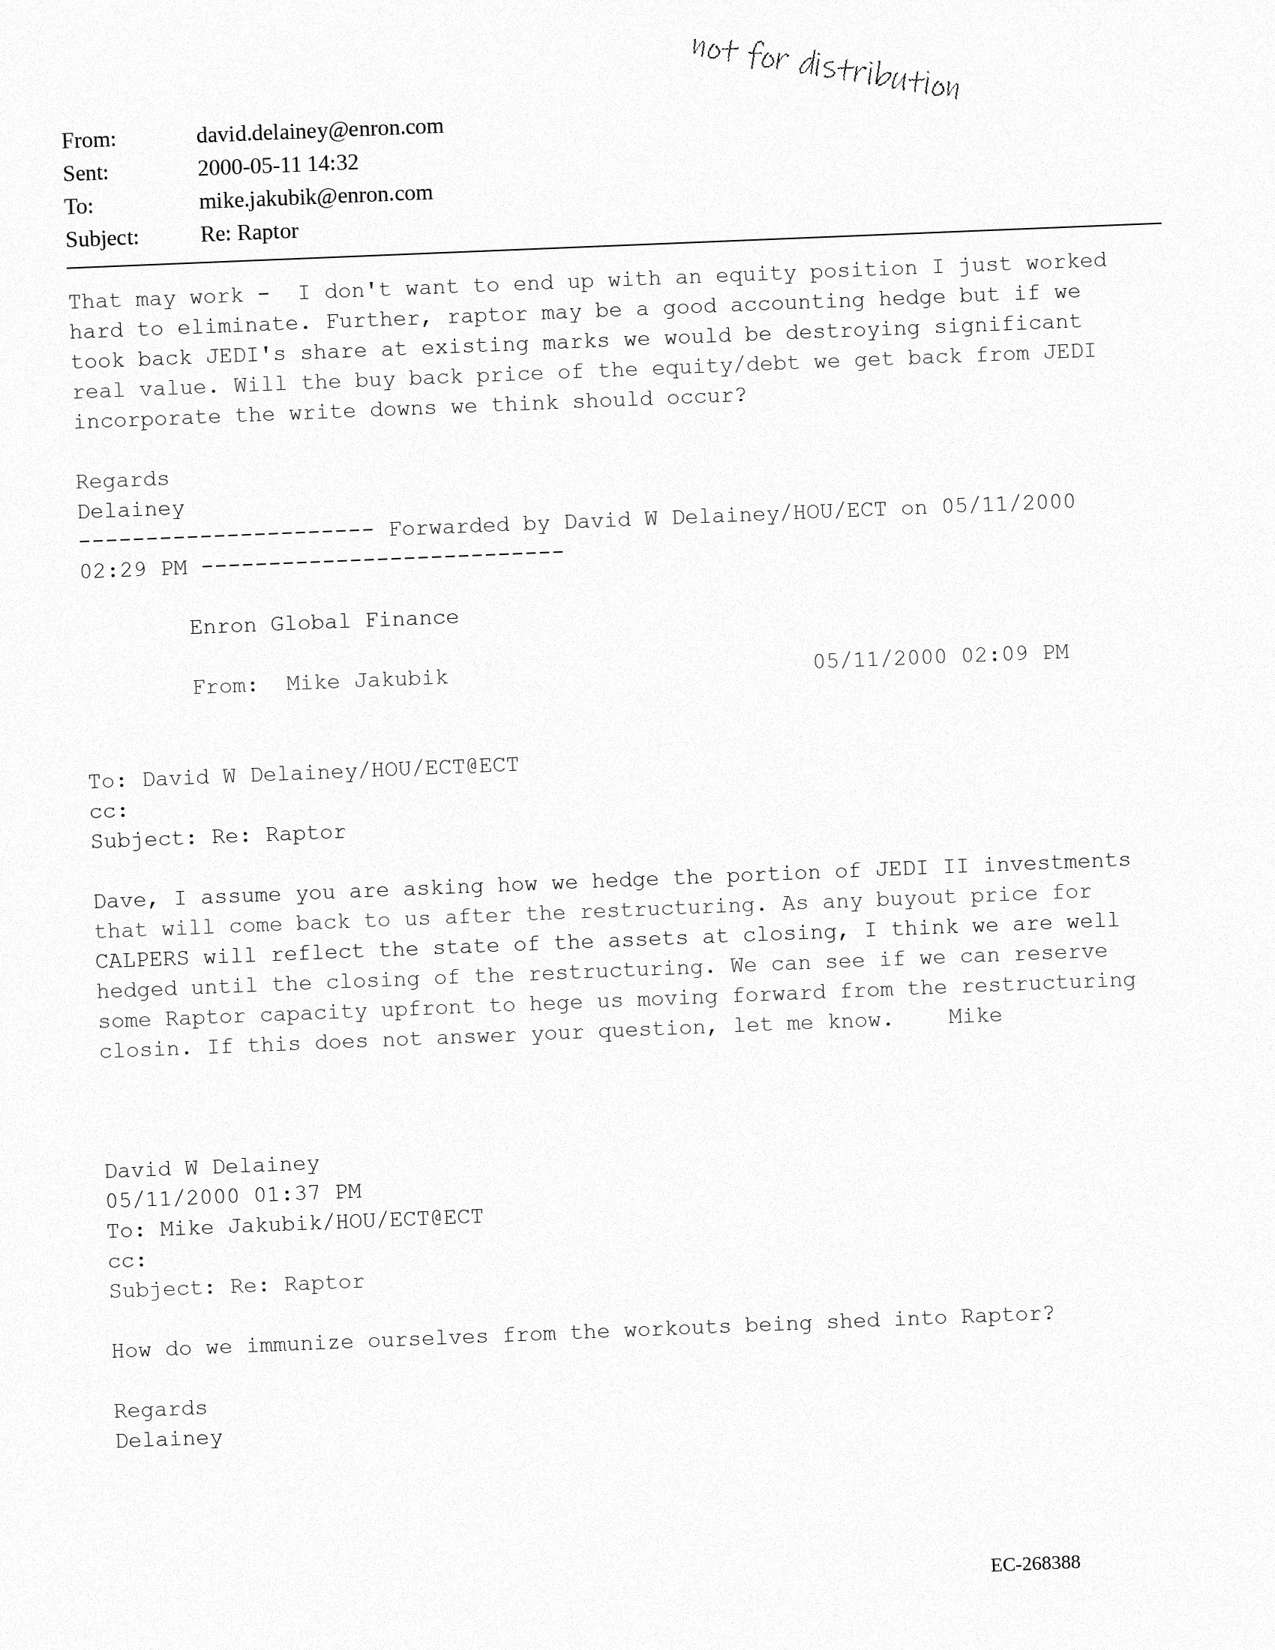 not for distribution
From: david.delainey@enron.com
Sent: 2000-05-11 14:32
To: mike.jakubik@enron.com
Subject: Re: Raptor
That may work -  I don't want to end up with an equity position I just worked
hard to eliminate. Further, raptor may be a good accounting hedge but if we
took back JEDI's share at existing marks we would be destroying significant
real value. Will the buy back price of the equity/debt we get back from JEDI
incorporate the write downs we think should occur?
Regards
Delainey
---------------------- Forwarded by David W Delainey/HOU/ECT on 05/11/2000
02:29 PM ---------------------------
Enron Global Finance
From:  Mike Jakubik 05/11/2000 02:09 PM
To: David W Delainey/HOU/ECT@ECT
cc:
Subject: Re: Raptor
Dave, I assume you are asking how we hedge the portion of JEDI II investments
that will come back to us after the restructuring. As any buyout price for
CALPERS will reflect the state of the assets at closing, I think we are well
hedged until the closing of the restructuring. We can see if we can reserve
some Raptor capacity upfront to hege us moving forward from the restructuring
closin. If this does not answer your question, let me know.    Mike
David W Delainey
05/11/2000 01:37 PM
To: Mike Jakubik/HOU/ECT@ECT
cc:
Subject: Re: Raptor
How do we immunize ourselves from the workouts being shed into Raptor?
Regards
Delainey
EC-268388